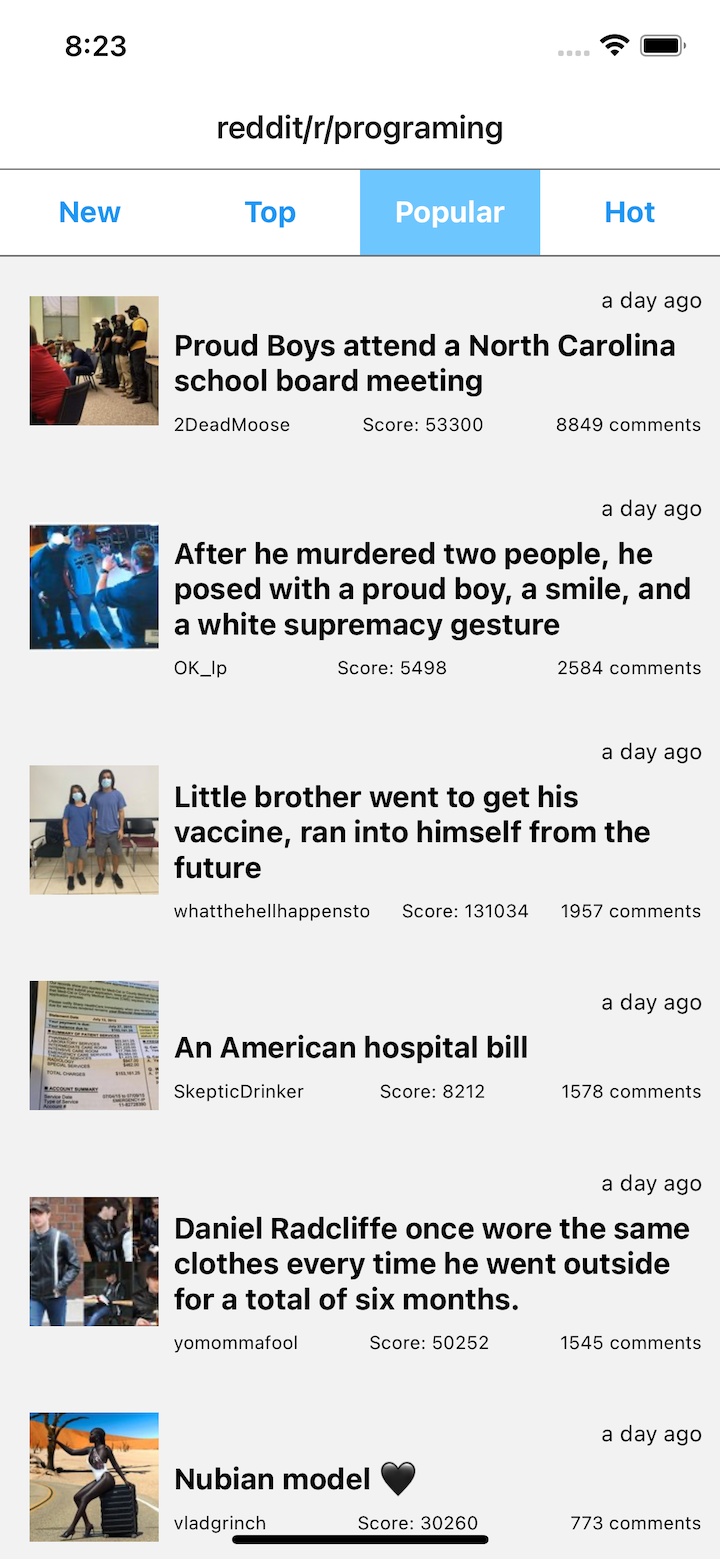 8:23
reddit/r/programing
New Top Popular Hot
a day ago
Proud Boys attend a North Carolina
school board meeting
2DeadMoose Score: 53300 8849 comments
a day ago
After he murdered two people, he
posed with a proud boy, a smile, and
a white supremacy gesture
OK_Ip Score: 5498 2584 comments
a day ago
Little brother went to get his
vaccine, ran into himself from the
future
whatthehellhappensto Score: 131034 1957 comments
a day ago
An American hospital bill
SkepticDrinker Score: 8212 1578 comments
a day ago
Daniel Radcliffe once wore the same
clothes every time he went outside
for a total of six months.
yomommafool Score: 50252 1545 comments
a day ago
Nubian model 🖤
vladgrinch Score: 30260 773 comments